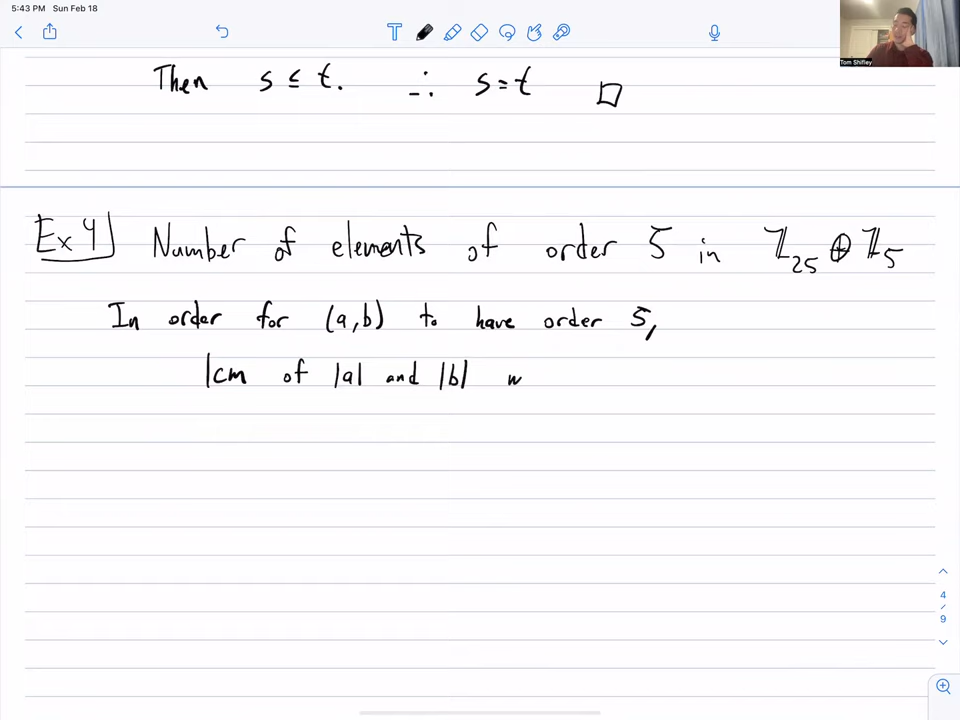 5:43 PM Sun Feb 18
Tom Shifley
Then s ≤ t. ∴ s = t □
Ex 4] Number of elements of order 5 in ℤ₂₅ ⊕ ℤ₅
In order for (a,b) to have order 5,
lcm of |a| and |b| w
4
/
9